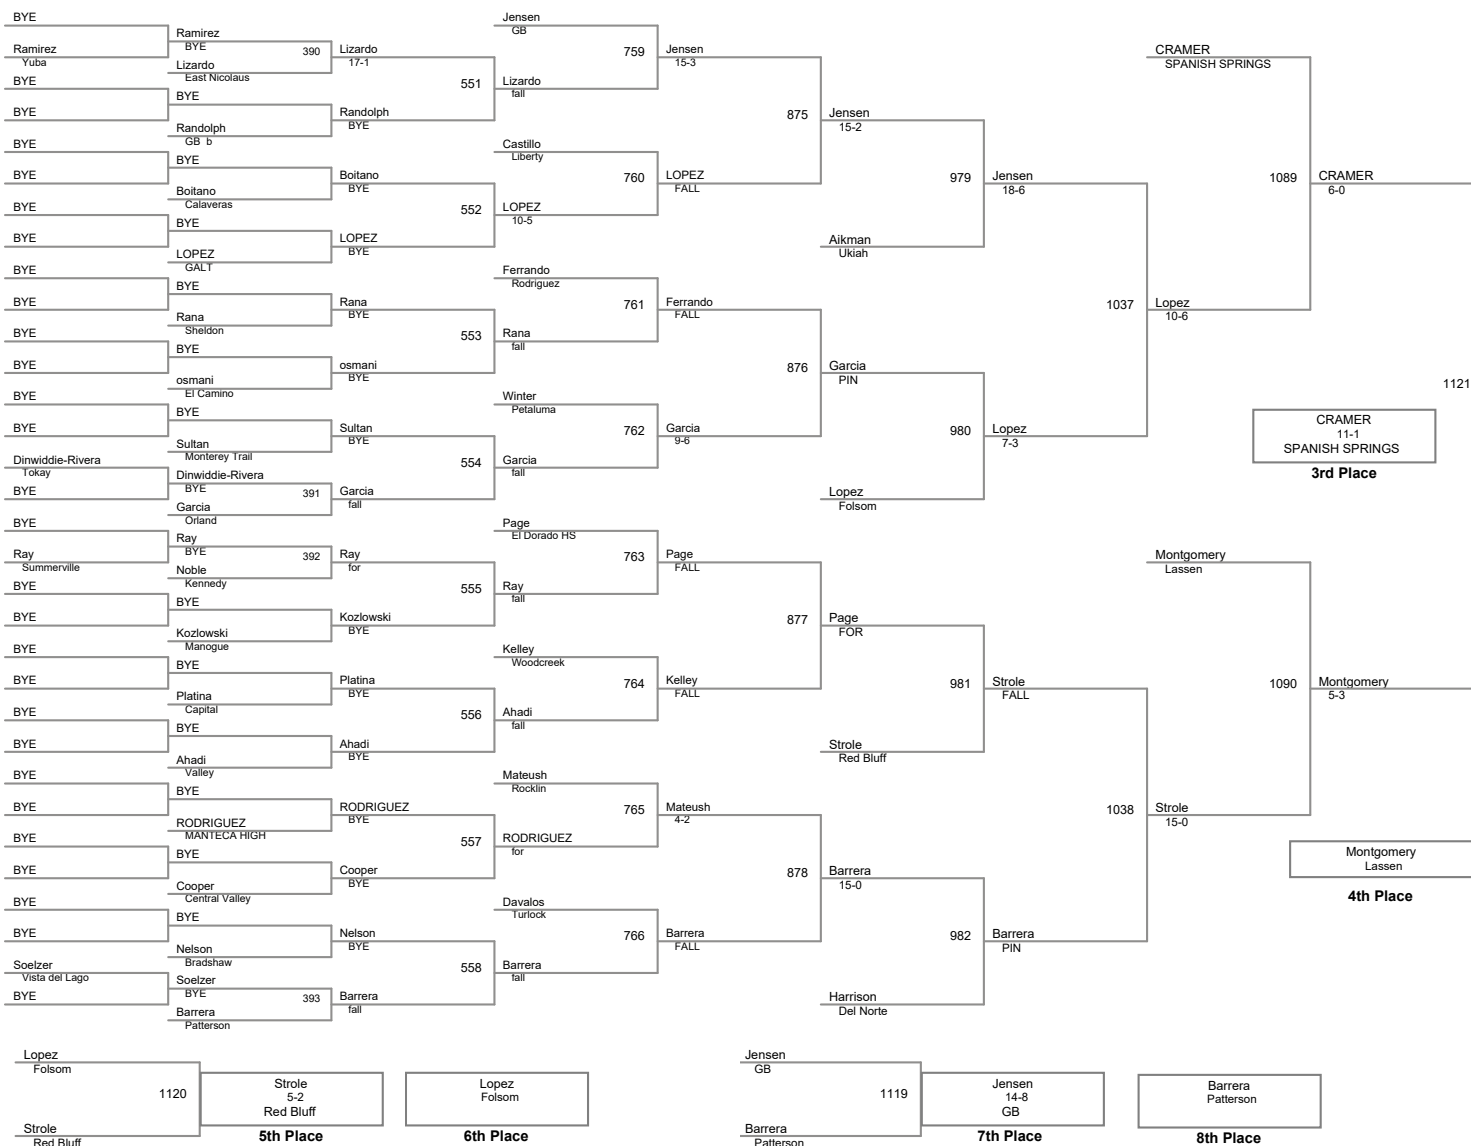 BYE
Ramirez
Yuba
BYE
BYE
BYE
BYE
BYE
BYE
BYE
BYE
BYE
BYE
BYE
BYE
Dinwiddie-Rivera
Tokay
BYE
BYE
Ray
Summerville
BYE
BYE
BYE
BYE
BYE
BYE
BYE
BYE
BYE
BYE
BYE
BYE
Soelzer
Vista del Lago
BYE
Ramirez
BYE
390
Lizardo
East Nicolaus
BYE
Randolph
GB b
BYE
Boitano
Calaveras
BYE
LOPEZ
GALT
BYE
Rana
Sheldon
BYE
osmani
El Camino
BYE
Sultan
Monterey Trail
Dinwiddie-Rivera
BYE
391
Garcia
Orland
Ray
BYE
392
Noble
Kennedy
BYE
Kozlowski
Manogue
BYE
Platina
Capital
BYE
Ahadi
Valley
BYE
RODRIGUEZ
MANTECA HIGH
BYE
Cooper
Central Valley
BYE
Nelson
Bradshaw
Soelzer
BYE
393
Barrera
Patterson
Lizardo
17-1
551
Randolph
BYE
Boitano
BYE
552
LOPEZ
BYE
Rana
BYE
553
osmani
BYE
Sultan
BYE
554
Garcia
fall
Ray
for
555
Kozlowski
BYE
Platina
BYE
556
Ahadi
BYE
RODRIGUEZ
BYE
557
Cooper
BYE
Nelson
BYE
558
Barrera
fall
Jensen
GB
759
Lizardo
fall
Castillo
Liberty
760
LOPEZ
10-5
Ferrando
Rodriguez
761
Rana
fall
Winter
Petaluma
762
Garcia
fall
Page
El Dorado HS
763
Ray
fall
Kelley
Woodcreek
764
Ahadi
fall
Mateush
Rocklin
765
RODRIGUEZ
for
Davalos
Turlock
766
Barrera
fall
Jensen
15-3
875
LOPEZ
FALL
Ferrando
FALL
876
Garcia
9-6
Page
FALL
877
Kelley
FALL
Mateush
4-2
878
Barrera
FALL
Jensen
15-2
979
Aikman
Ukiah
Garcia
PIN
980
Lopez
Folsom
Page
FOR
981
Strole
Red Bluff
Barrera
15-0
982
Harrison
Del Norte
Jensen
18-6
1037
Lopez
7-3
Strole
FALL
1038
Barrera
PIN
CRAMER
SPANISH SPRINGS
1089
Lopez
10-6
Montgomery
Lassen
1090
Strole
15-0
CRAMER
6-0
1121
CRAMER
11-1
SPANISH SPRINGS
3rd Place
Montgomery
5-3
Montgomery
Lassen
4th Place
Lopez
Folsom
1120
Strole
Red Bluff
Strole
5-2
Red Bluff
5th Place
Lopez
Folsom
6th Place
Jensen
GB
1119
Barrera
Patterson
Jensen
14-8
GB
7th Place
Barrera
Patterson
8th Place